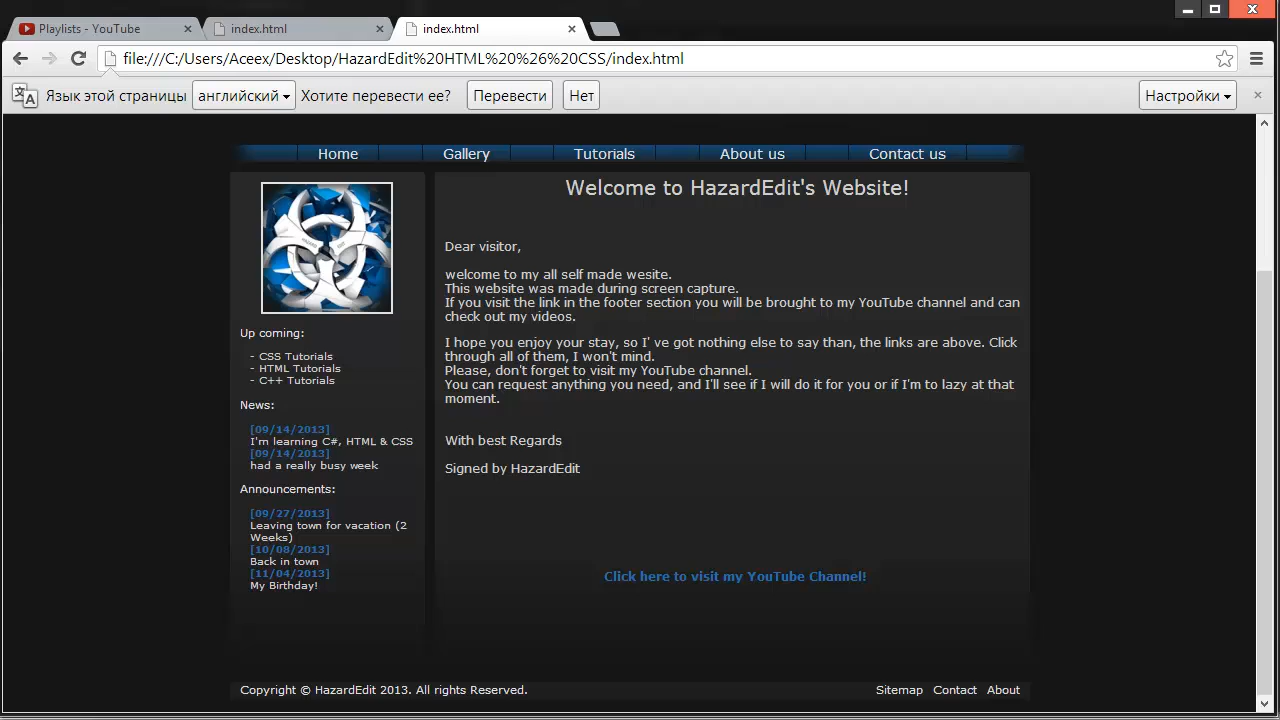 Playlists - YouTube
index.html
index.html
file:///C:/Users/Aceex/Desktop/HazardEdit%20HTML%20%26%20CSS/index.html
Язык этой страницы английский Хотите перевести ее? Перевести Нет Настройки
Home Gallery Tutorials About us Contact us
Welcome to HazardEdit's Website!
Dear visitor,
welcome to my all self made wesite.
This website was made during screen capture.
If you visit the link in the footer section you will be brought to my YouTube channel and can
check out my videos.
I hope you enjoy your stay, so I' ve got nothing else to say than, the links are above. Click
through all of them, I won't mind.
Please, don't forget to visit my YouTube channel.
You can request anything you need, and I'll see if I will do it for you or if I'm to lazy at that
moment.
With best Regards
Signed by HazardEdit
Click here to visit my YouTube Channel!
Up coming:
- CSS Tutorials
- HTML Tutorials
- C++ Tutorials
News:
[09/14/2013]
I'm learning C#, HTML & CSS
[09/14/2013]
had a really busy week
Announcements:
[09/27/2013]
Leaving town for vacation (2
Weeks)
[10/08/2013]
Back in town
[11/04/2013]
My Birthday!
Copyright © HazardEdit 2013. All rights Reserved.
Sitemap Contact About